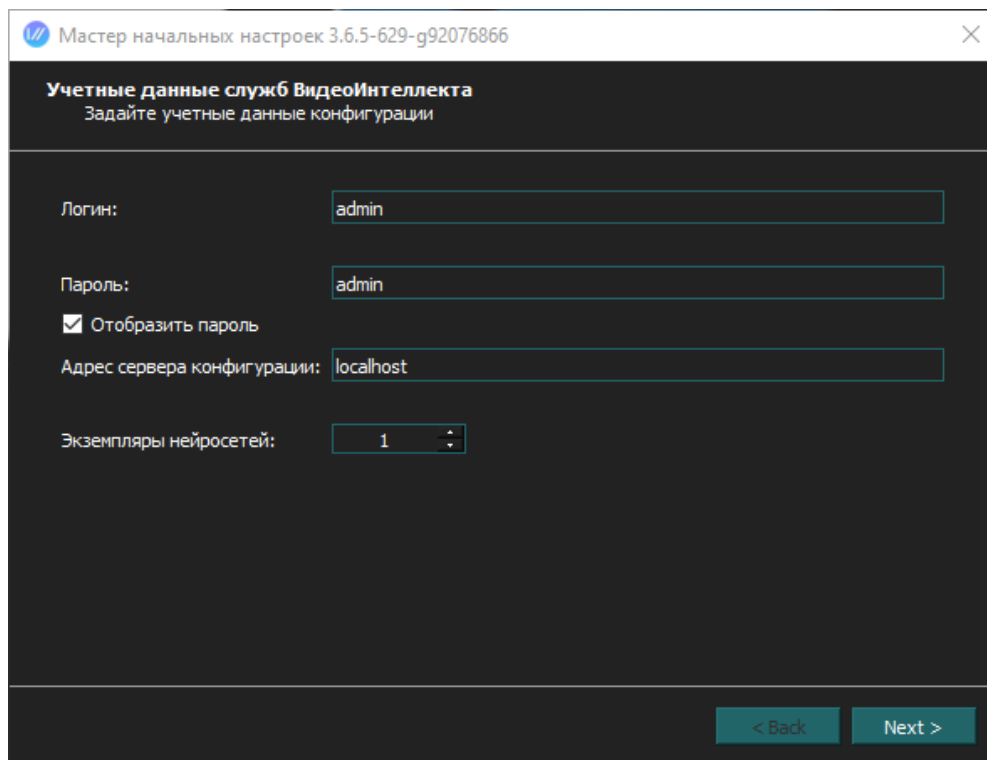 Мастер начальных настроек 3.6.5-629-g92076866
Учетные данные служб ВидеоИнтеллекта
Задайте учетные данные конфигурации
Логин: admin
Пароль: admin
Отобразить пароль
Адрес сервера конфигурации: localhost
Экземпляры нейросетей: 1
< Back Next >